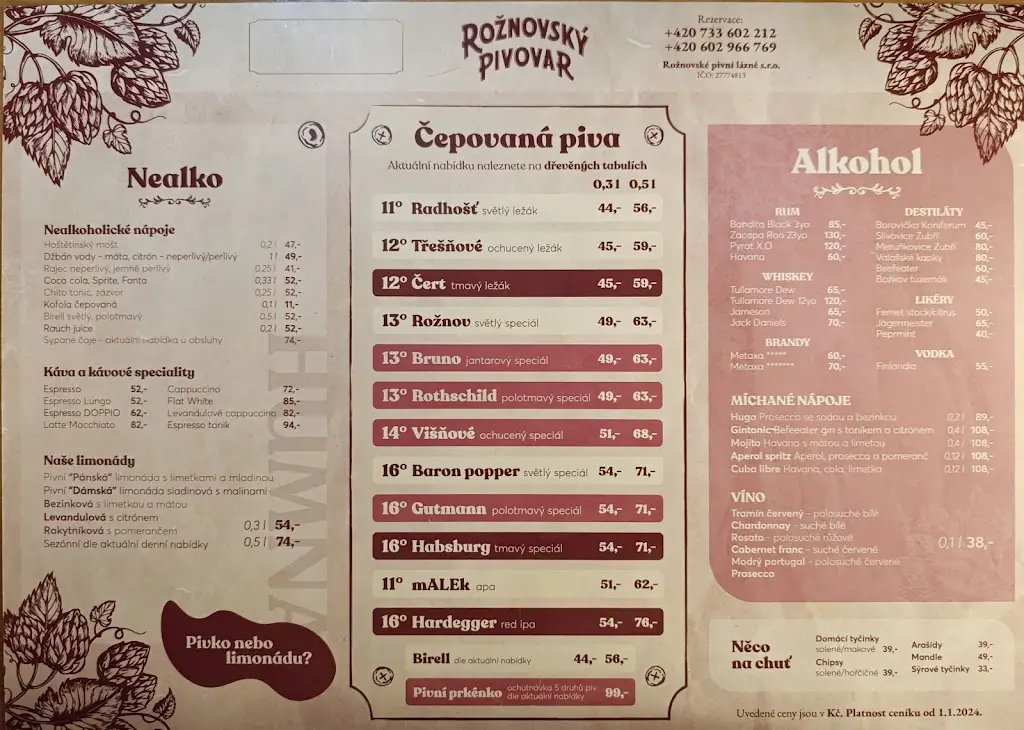 ROŽNOVSKÝ
PIVOVAR
Rezervace:
+420 733 602 212
+420 602 966 769
Rožnovské pivní lázně s.r.o.
IČO: 27774813
Nealko
Nealkoholické nápoje
Hoštětínský mošt 0,2 l 47,-
Džbán vody - máta, citrón - neperlivý/perlivý 1 l 49,-
Rajec neperlivý, jemně perlivý 0,25 l 41,-
Coca cola, Sprite, Fanta 0,33 l 52,-
Chito tonic, zázvor 0,25 l 52,-
Kofola čepovaná 0,1 l 11,-
Birell světlý, polotmavý 0,5 l 52,-
Rauch juice 0,2 l 52,-
Sypané čaje - aktuální nabídka u obsluhy 74,-
Káva a kávové speciality
Espresso 52,- Cappuccino 72,-
Espresso Lungo 52,- Flat White 85,-
Espresso DOPPIO 62,- Levandulové cappuccino 82,-
Latte Macchiato 82,- Espresso tonik 94,-
Naše limonády
Pivní "Pánská" limonáda s limetkami a mladinou
Pivní "Dámská" limonáda sladinová s malinami
Bezinková s limetkou a mátou
Levandulová s citrónem
Rakytníková s pomerančem
Sezónní dle aktuální denní nabídky
0,3 l 54,-
0,5 l 74,-
HUMNA
Pivko nebo
limonádu?
Čepovaná piva
Aktuální nabídku naleznete na dřevěných tabulích
0,3 l 0,5 l
11° Radhošť světlý ležák 44,- 56,-
12° Třešňové ochucený ležák 45,- 59,-
12° Čert tmavý ležák 45,- 59,-
13° Rožnov světlý speciál 49,- 63,-
13° Bruno jantarový speciál 49,- 63,-
13° Rothschild polotmavý speciál 49,- 63,-
14° Višňové ochucený speciál 51,- 68,-
16° Baron popper světlý speciál 54,- 71,-
16° Gutmann polotmavý speciál 54,- 71,-
16° Habsburg tmavý speciál 54,- 71,-
11° mALEk apa 51,- 62,-
16° Hardegger red ipa 54,- 76,-
Birell dle aktuální nabídky 44,- 56,-
Pivní prkénko ochutnávka 5 druhů piv
dle aktuální nabídky 99,-
Alkohol
RUM
Bandita Black 3yo 85,-
Zacapa Ron 23yo 130,-
Pyrat X.O 120,-
Havana 60,-
WHISKEY
Tullamore Dew 65,-
Tullamore Dew 12yo 120,-
Jameson 65,-
Jack Daniels 70,-
BRANDY
Metaxa ***** 60,-
Metaxa ******* 70,-
DESTILÁTY
Borovička Koniferum 45,-
Slivovice Zubří 60,-
Meruňkovice Zubří 80,-
Valašské kapky 80,-
Beefeater 60,-
Božkov tuzemák 45,-
LIKÉRY
Fernet stock/citrus 50,-
Jägermeister 65,-
Peprmint 40,-
VODKA
Finlandia 55,-
MÍCHANÉ NÁPOJE
Hugo Prosecco se sodou a bezinkou 0,2 l 89,-
Gintonic Befeeater gin s tonikem a citrónem 0,4 l 108,-
Mojito Havana s mátou a limetou 0,4 l 108,-
Aperol spritz Aperol, prosecco a pomeranč 0,12 l 108,-
Cuba libre Havana, cola, limetka 0,12 l 108,-
VÍNO
Tramín červený - polosuché bílé
Chardonnay - suché bílé
Rosato - polosuché růžové
Cabernet franc - suché červené
Modrý portugal - polosuché červené
Prosecco
0,1 l 38,-
Něco
na chuť
Domácí tyčinky
solené/makové 39,-
Chipsy
solené/hořčičné 39,-
Arašídy 39,-
Mandle 49,-
Sýrové tyčinky 33,-
Uvedené ceny jsou v Kč, Platnost ceníku od 1.1.2024.